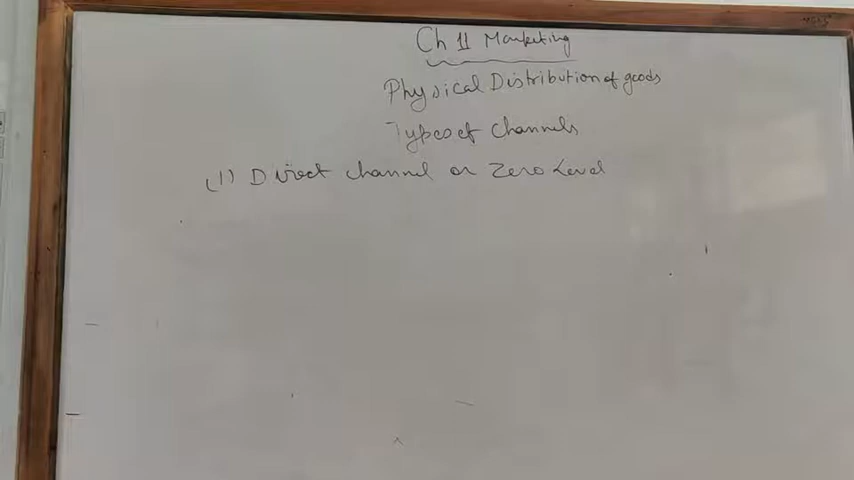 Ch 11 Marketing
Physical Distribution of goods
Types of Channels
(1) Direct channel or Zero Level